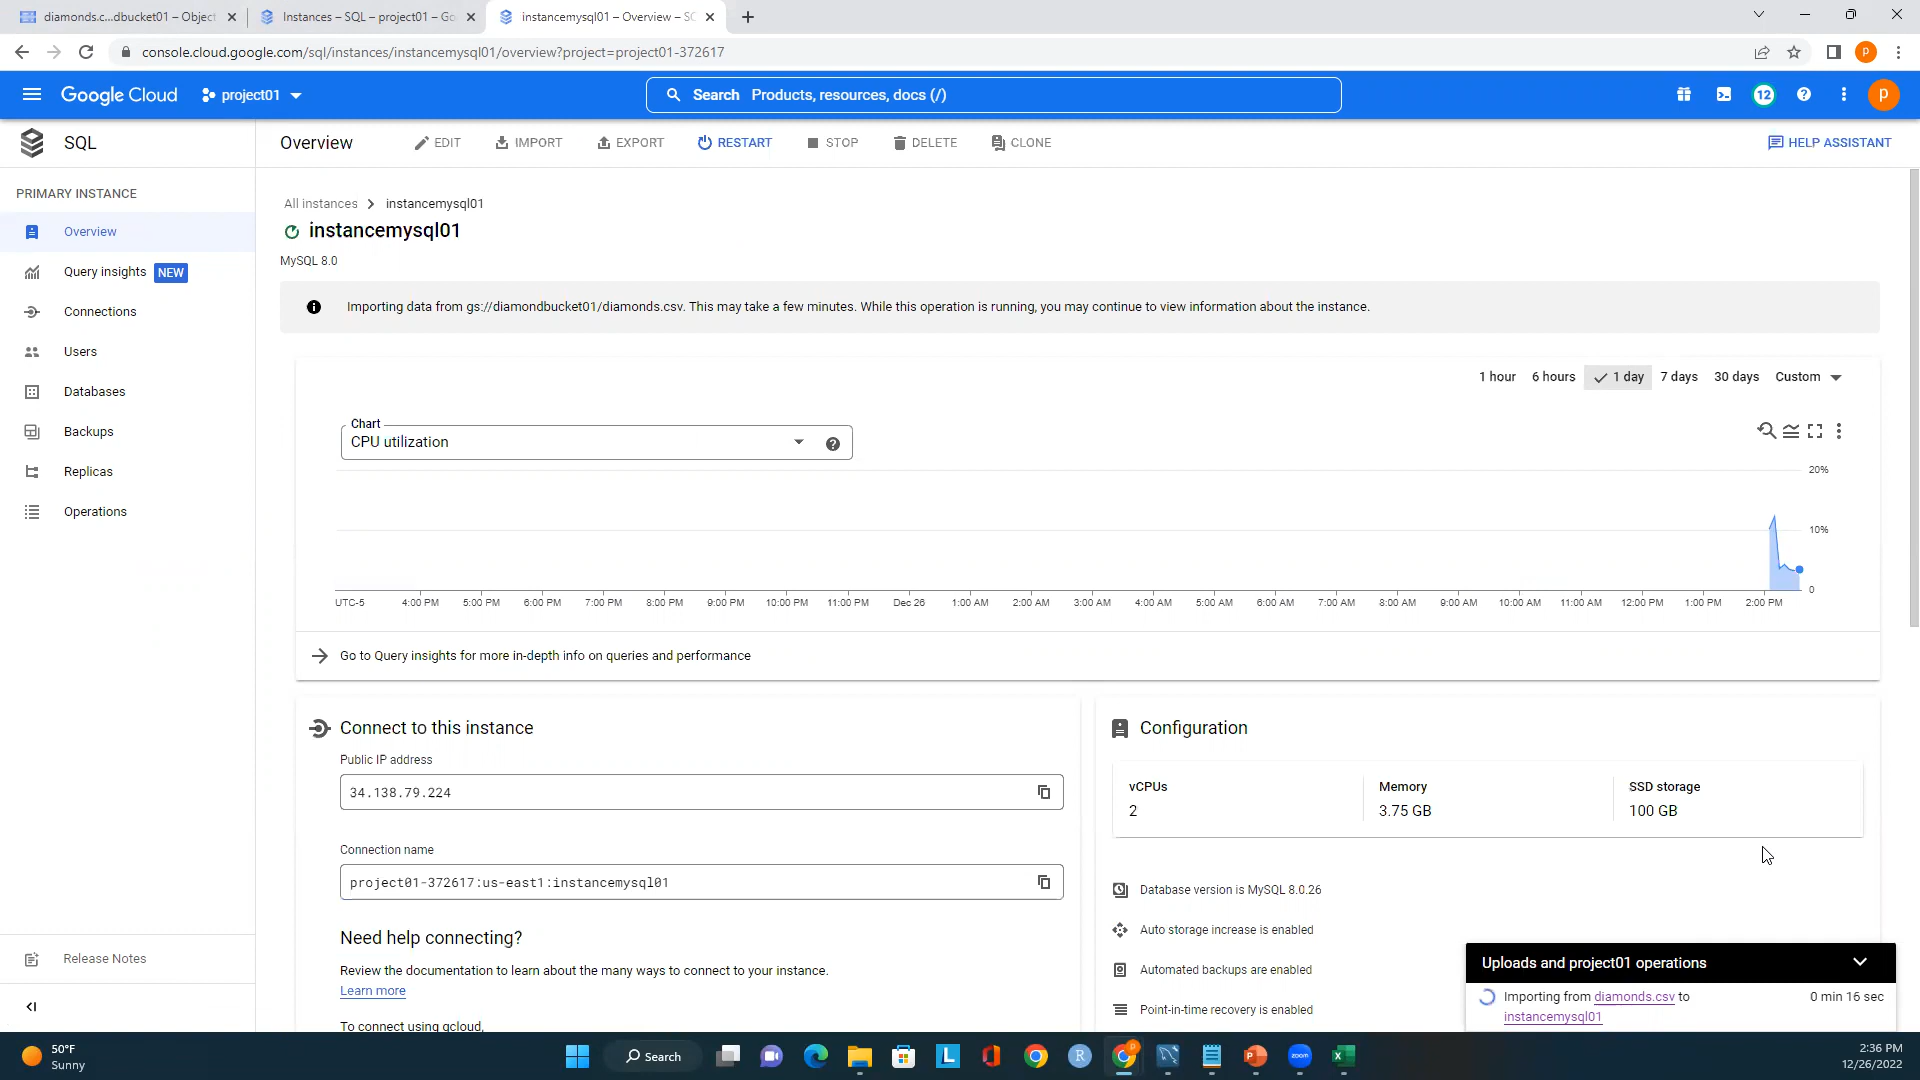 diamonds.c...dbucket01 – Object
Instances – SQL – project01 – Go
instancemysql01 – Overview – SC
console.cloud.google.com/sql/instances/instancemysql01/overview?project=project01-372617
P
Google Cloud
project01
Search Products, resources, docs (/)
12
P
SQL
Overview
EDIT
IMPORT
EXPORT
RESTART
STOP
DELETE
CLONE
HELP ASSISTANT
PRIMARY INSTANCE
Overview
Query insights NEW
Connections
Users
Databases
Backups
Replicas
Operations
Release Notes
All instances > instancemysql01
instancemysql01
MySQL 8.0
Importing data from gs://diamondbucket01/diamonds.csv. This may take a few minutes. While this operation is running, you may continue to view information about the instance.
1 hour 6 hours 1 day 7 days 30 days Custom
Chart
CPU utilization
20%
10%
0
UTC-5 4:00 PM 5:00 PM 6:00 PM 7:00 PM 8:00 PM 9:00 PM 10:00 PM 11:00 PM Dec 26 1:00 AM 2:00 AM 3:00 AM 4:00 AM 5:00 AM 6:00 AM 7:00 AM 8:00 AM 9:00 AM 10:00 AM 11:00 AM 12:00 PM 1:00 PM 2:00 PM
Go to Query insights for more in-depth info on queries and performance
Connect to this instance
Public IP address
34.138.79.224
Connection name
project01-372617:us-east1:instancemysql01
Need help connecting?
Review the documentation to learn about the many ways to connect to your instance.
Learn more
To connect using gcloud,
Configuration
vCPUs
2
Memory
3.75 GB
SSD storage
100 GB
Database version is MySQL 8.0.26
Auto storage increase is enabled
Automated backups are enabled
Point-in-time recovery is enabled
Uploads and project01 operations
Importing from diamonds.csv to 0 min 16 sec
instancemysql01
50°F
Sunny
Search
L
R
P
zoom
X
2:36 PM
12/26/2022